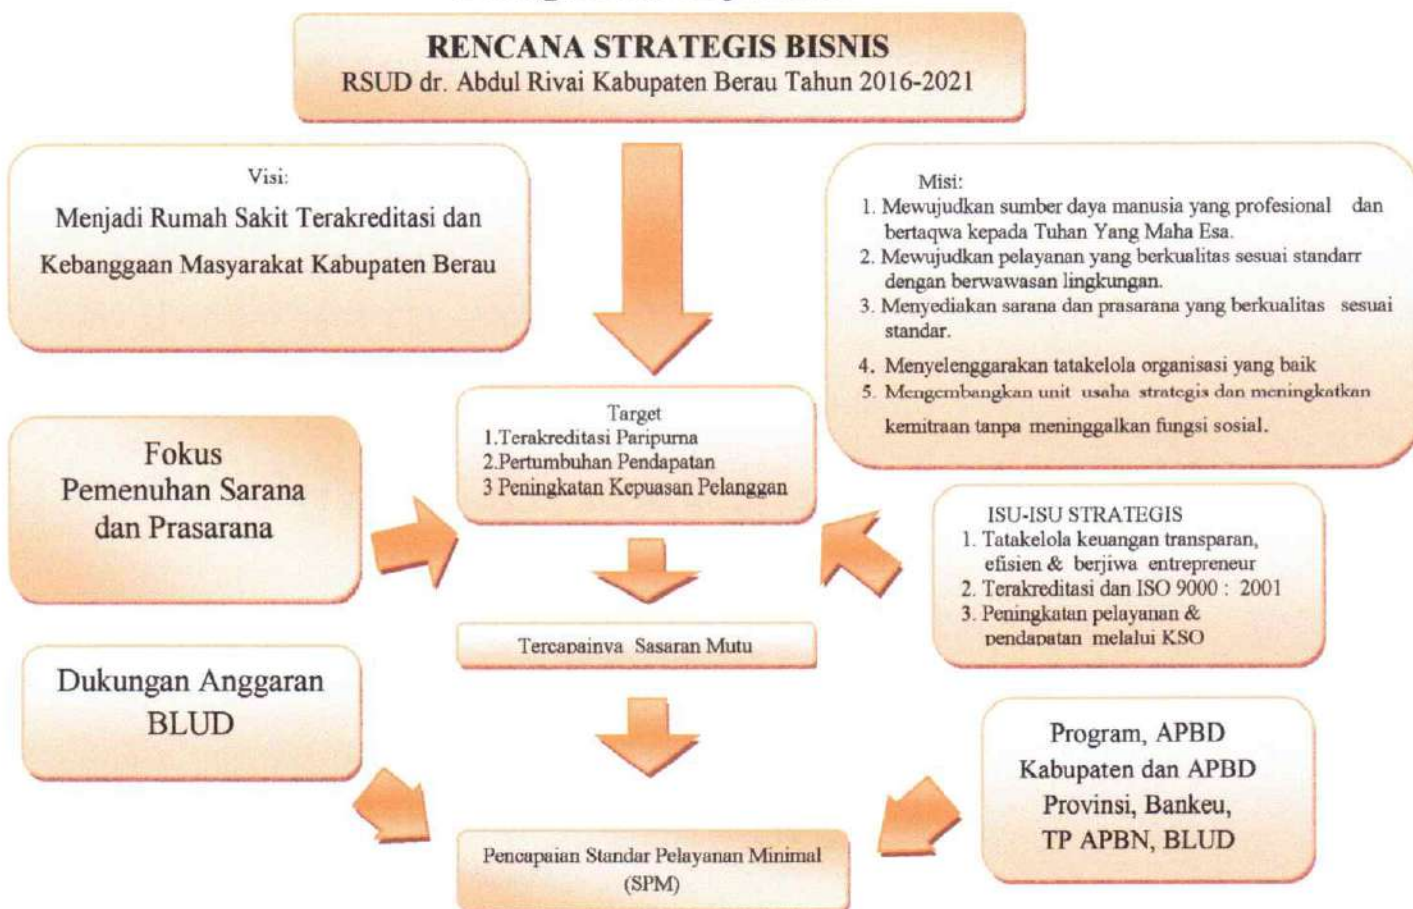 RENCANA STRATEGIS BISNIS
RSUD dr. Abdul Rivai Kabupaten Berau Tahun 2016-2021
Visi:
Menjadi Rumah Sakit Terakreditasi dan
Kebanggaan Masyarakat Kabupaten Berau
Misi:
1. Mewujudkan sumber daya manusia yang profesional dan
bertaqwa kepada Tuhan Yang Maha Esa.
2. Mewujudkan pelayanan yang berkualitas sesuai standarr
dengan berwawasan lingkungan.
3. Menyediakan sarana dan prasarana yang berkualitas sesuai
standar.
4. Menyelenggarakan tatakelola organisasi yang baik
5. Mengembangkan unit usaha strategis dan meningkatkan
kemitraan tanpa meninggalkan fungsi sosial.
Target
1.Terakreditasi Paripurna
2.Pertumbuhan Pendapatan
3 Peningkatan Kepuasan Pelanggan
Fokus
Pemenuhan Sarana
dan Prasarana
ISU-ISU STRATEGIS
1. Tatakelola keuangan transparan,
efisien & berjiwa entrepreneur
2. Terakreditasi dan ISO 9000 : 2001
3. Peningkatan pelayanan &
pendapatan melalui KSO
Tercapainya Sasaran Mutu
Dukungan Anggaran
BLUD
Program, APBD
Kabupaten dan APBD
Provinsi, Bankeu,
TP APBN, BLUD
Pencapaian Standar Pelayanan Minimal
(SPM)